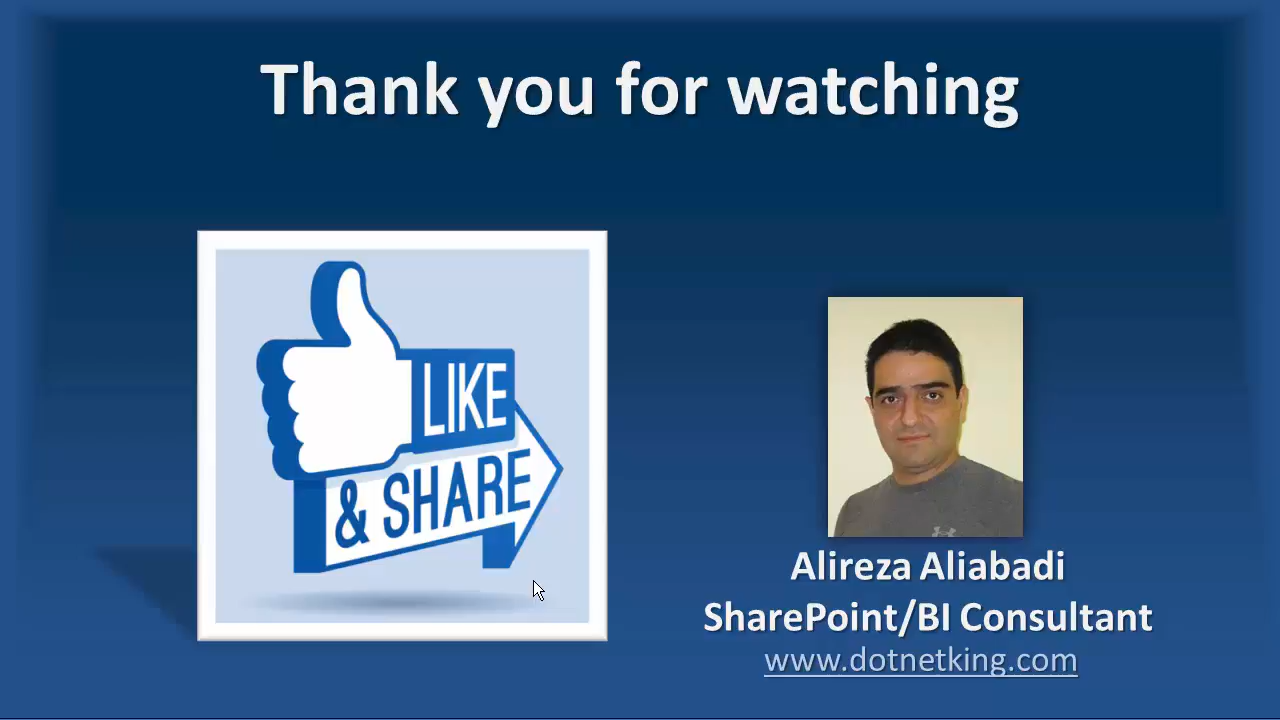 Thank you for watching
LIKE
& SHARE
Alireza Aliabadi
SharePoint/BI Consultant
www.dotnetking.com